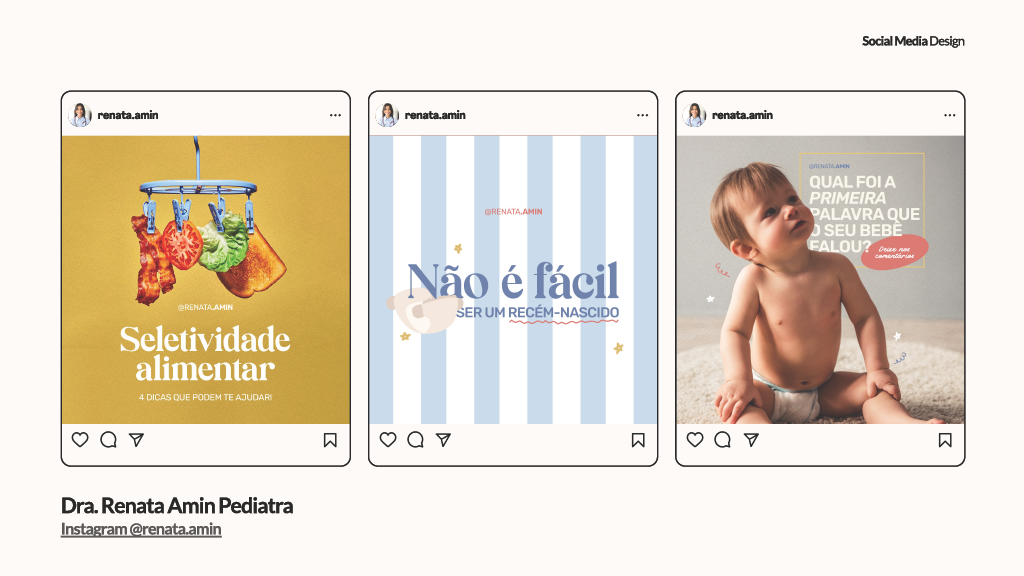 Social Media Design
renata.amin
@RENATA.AMIN
Seletividade
alimentar
4 DICAS QUE PODEM TE AJUDAR!
renata.amin
@RENATA.AMIN
Não é fácil
SER UM RECÉM-NASCIDO
renata.amin
@RENATA.AMIN
QUAL FOI A
PRIMEIRA
PALAVRA QUE
O SEU BEBÊ
FALOU?
Deixe nos
comentários
Dra. Renata Amin Pediatra
Instagram @renata.amin